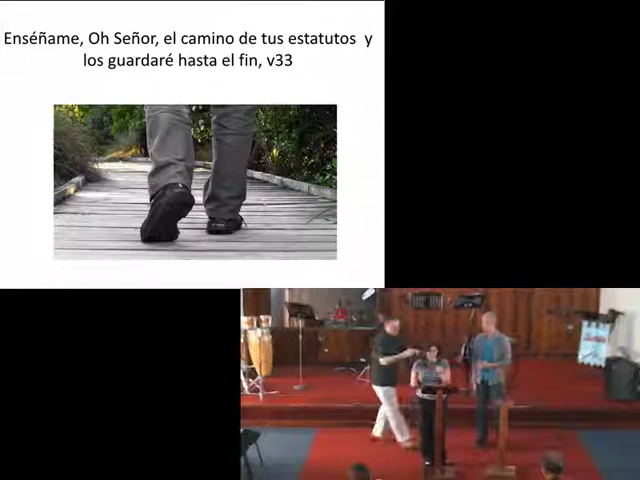 Enséñame, Oh Señor, el camino de tus estatutos y
los guardaré hasta el fin, v33